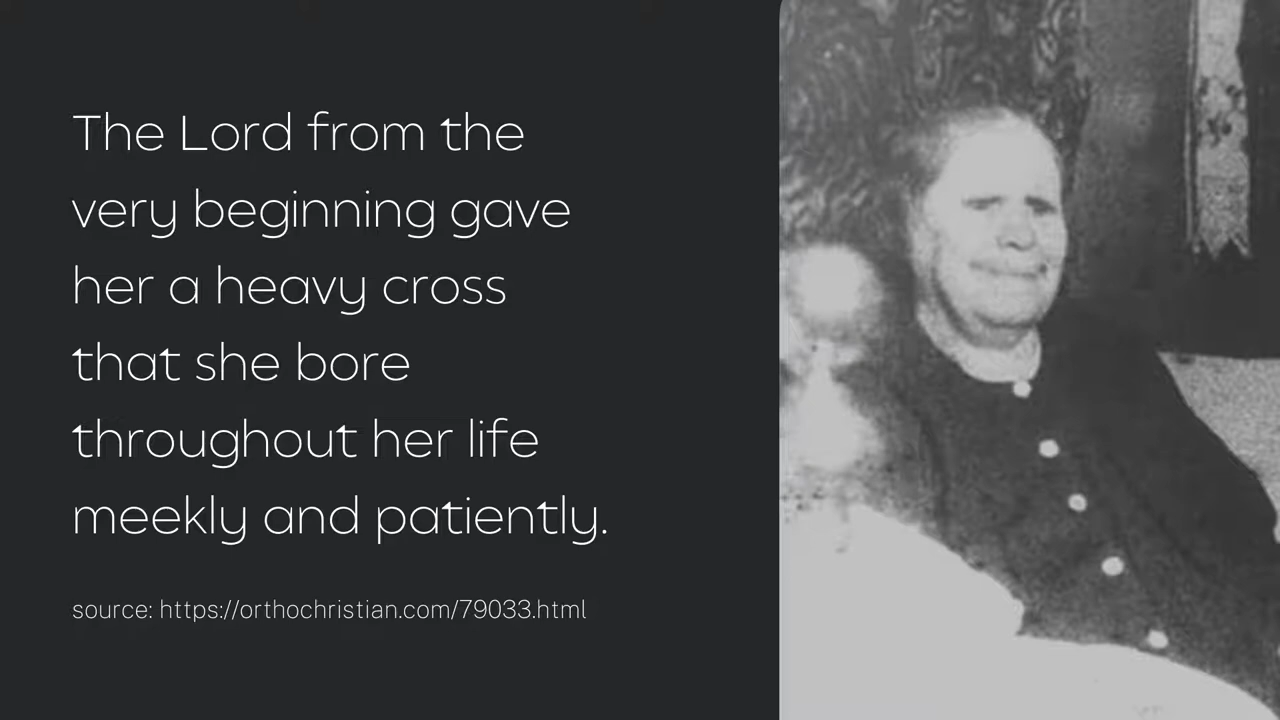 The Lord from the
very beginning gave
her a heavy cross
that she bore
throughout her life
meekly and patiently.
source: https://orthochristian.com/79033.html